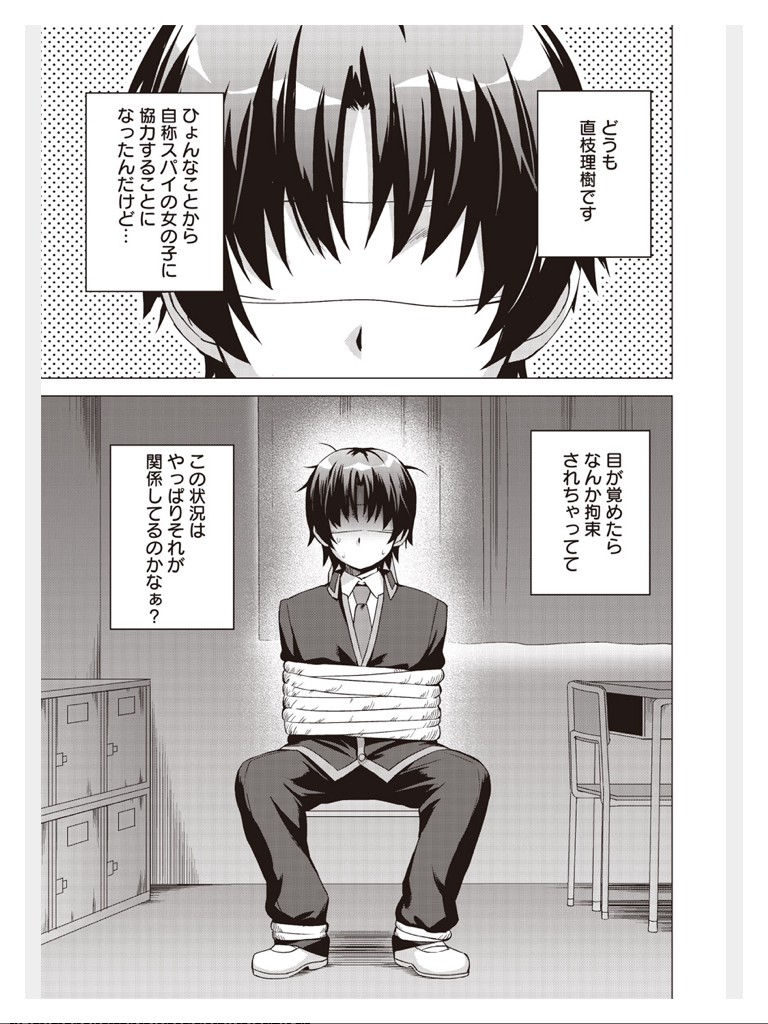 どうも
直枝理樹です
ひょんなことから
自称スパイの女の子に
協力することに
なったんだけど…
目が覚めたら
なんか拘束
されちゃってて
この状況は
やっぱりそれが
関係してるのかなぁ?